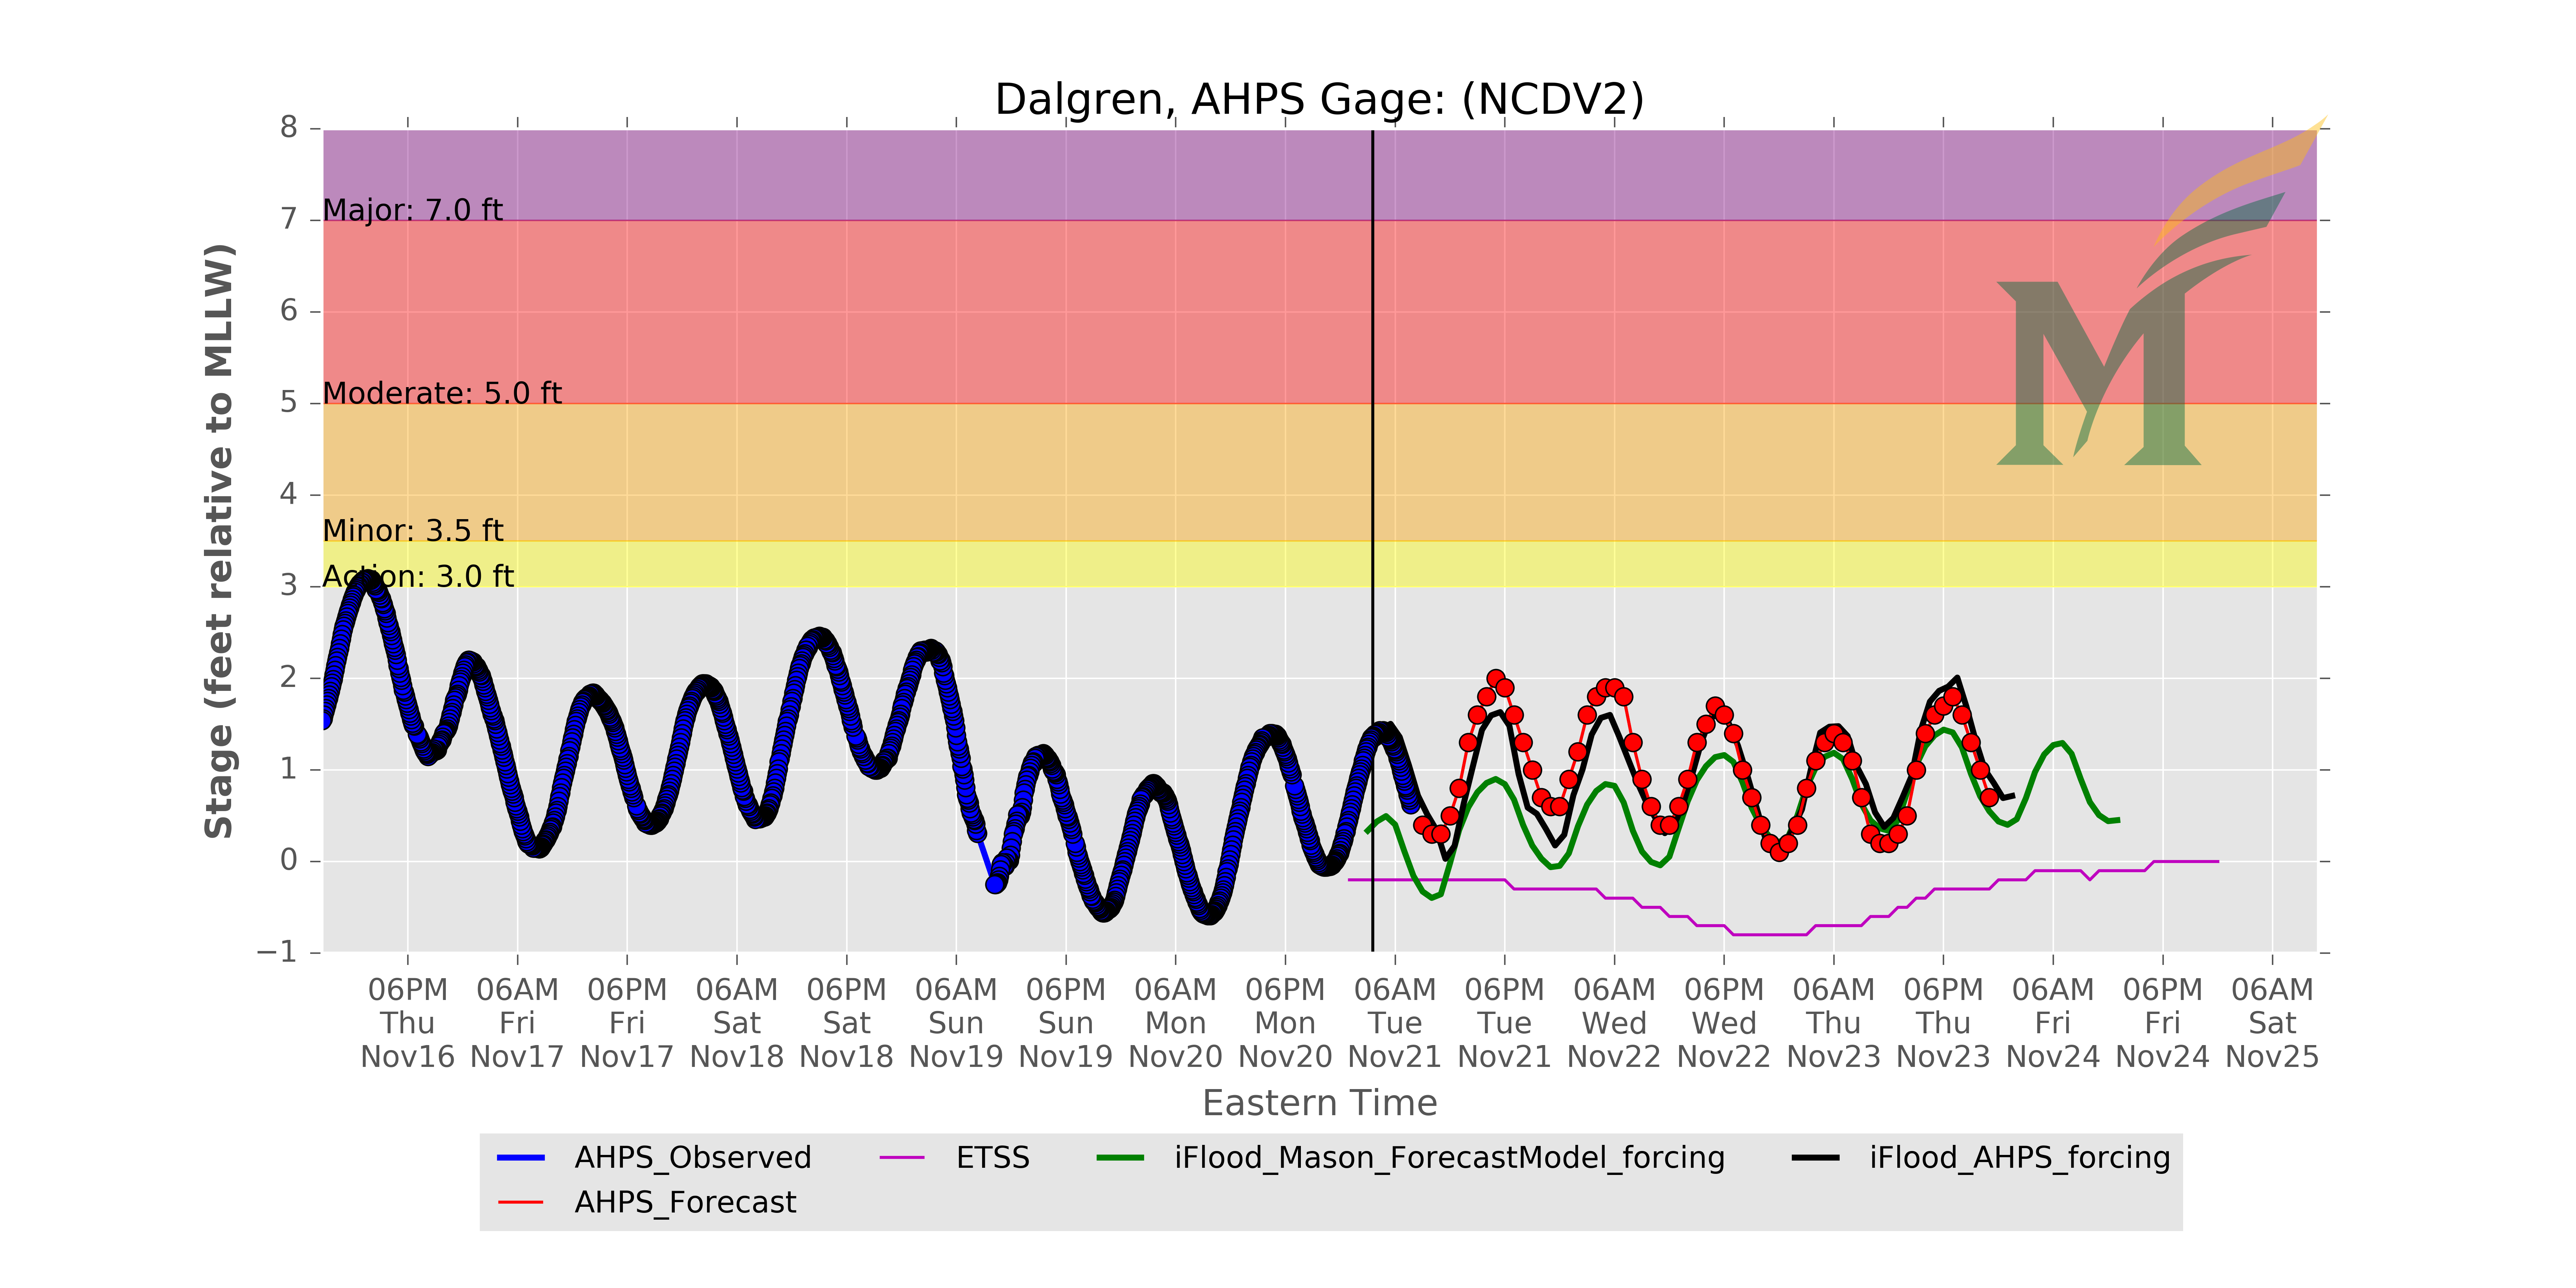 Dalgren, AHPS Gage: (NCDV2)
8
7
6
5
4
3
2
1
0
−1
Stage (feet relative to MLLW)
Major: 7.0 ft
Moderate: 5.0 ft
Minor: 3.5 ft
Action: 3.0 ft
M
06PM 06AM 06PM 06AM 06PM 06AM 06PM 06AM 06PM 06AM 06PM 06AM 06PM 06AM 06PM 06AM 06PM 06AM
Thu Fri Fri Sat Sat Sun Sun Mon Mon Tue Tue Wed Wed Thu Thu Fri Fri Sat
Nov16 Nov17 Nov17 Nov18 Nov18 Nov19 Nov19 Nov20 Nov20 Nov21 Nov21 Nov22 Nov22 Nov23 Nov23 Nov24 Nov24 Nov25
Eastern Time
AHPS_Observed ETSS iFlood_Mason_ForecastModel_forcing iFlood_AHPS_forcing
AHPS_Forecast